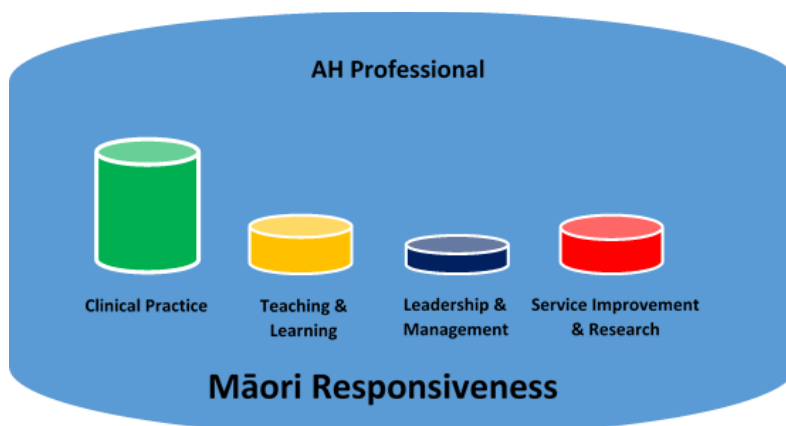 AH Professional
Clinical Practice
Teaching &
Learning
Leadership &
Management
Service Improvement
& Research
Māori Responsiveness